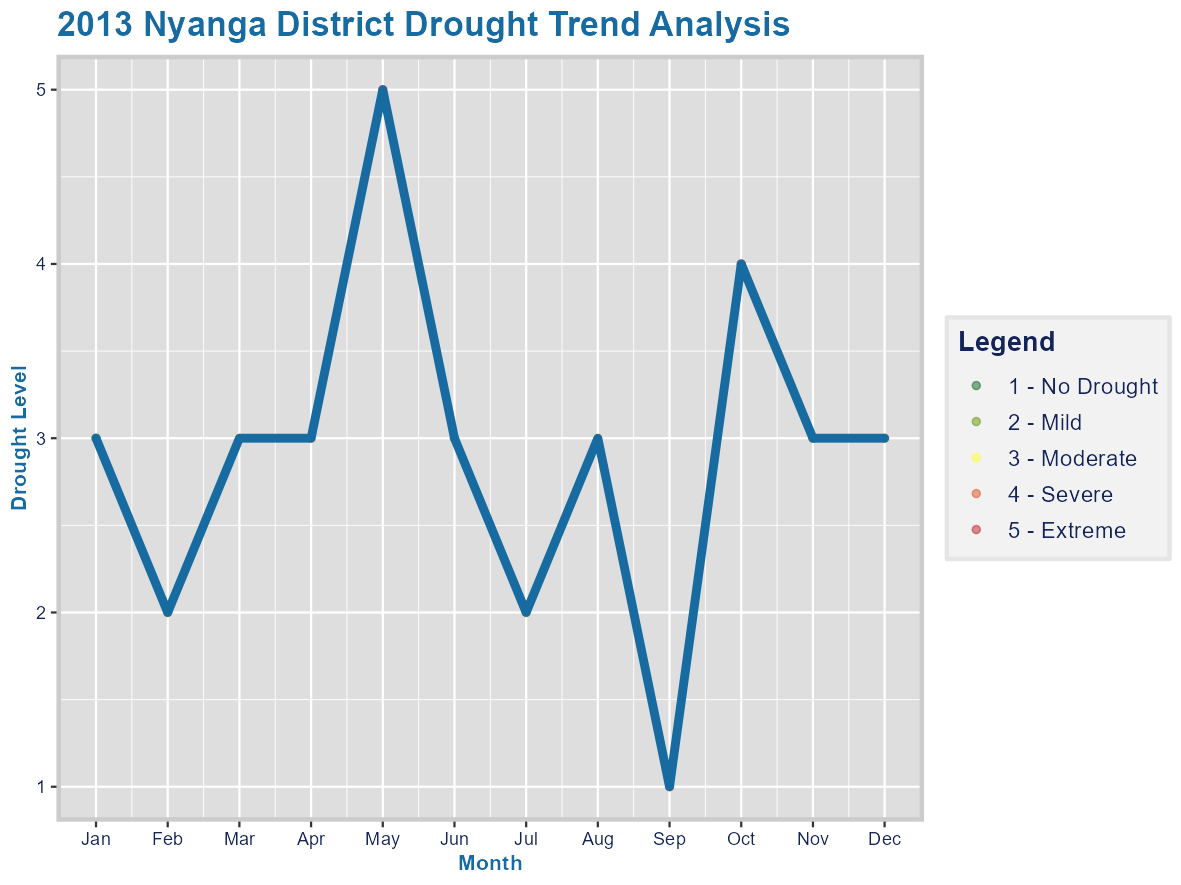 2013 Nyanga District Drought Trend Analysis
Drought Level
5
4
3
2
1
Jan Feb Mar Apr May Jun Jul Aug Sep Oct Nov Dec
Month
Legend
1 - No Drought
2 - Mild
3 - Moderate
4 - Severe
5 - Extreme